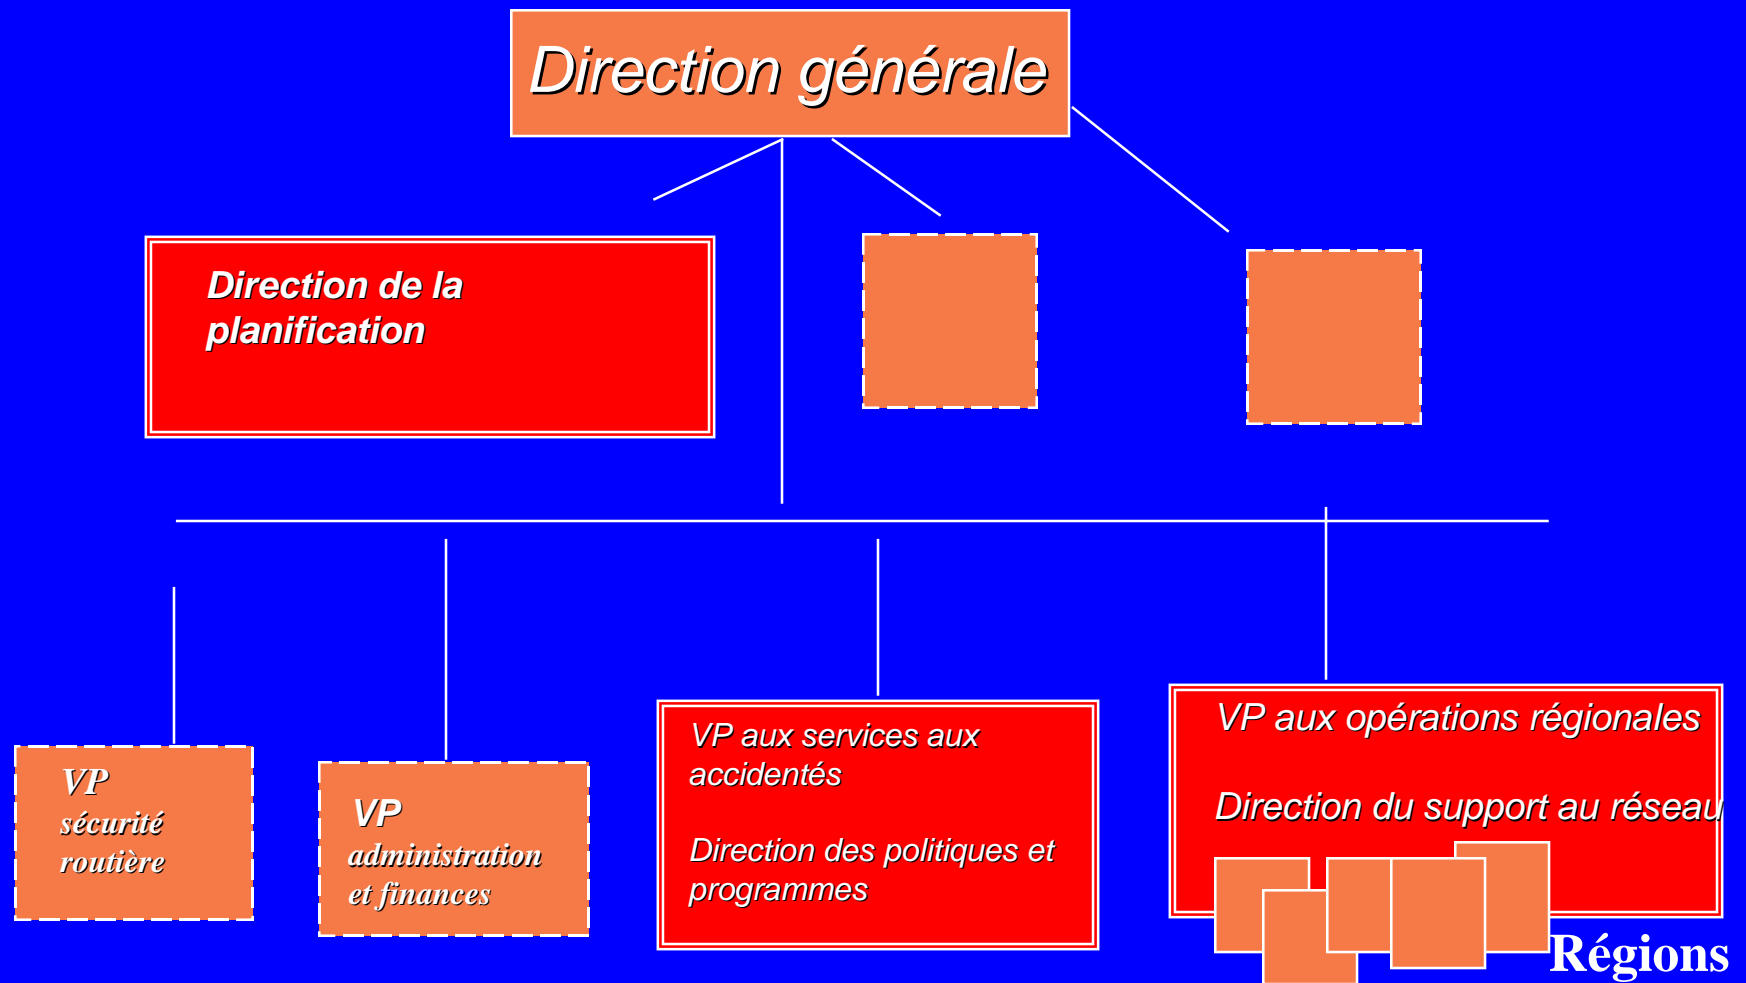 Direction générale
Direction de la
planification
VP
sécurité
routière
VP
administration
et finances
VP aux services aux
accidentés
Direction des politiques et
programmes
VP aux opérations régionales
Direction du support au réseau
Régions